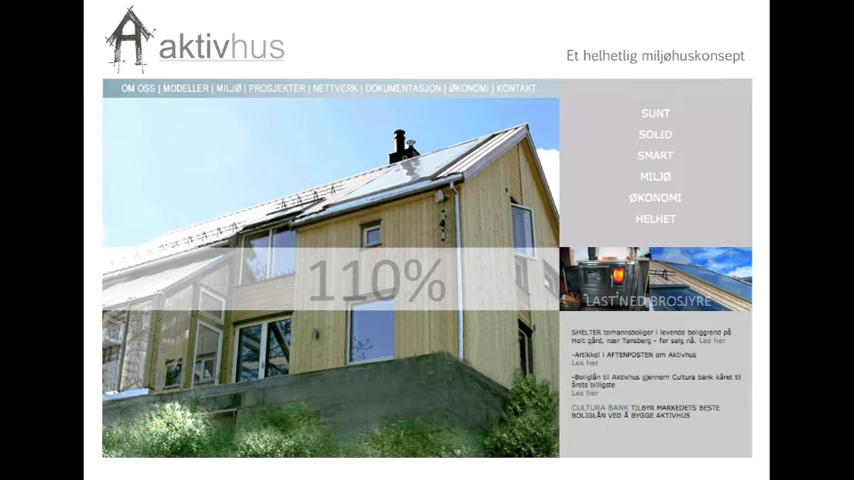 aktivhus
Et helhetlig miljøhuskonsept
OM OSS | MODELLER | MILJØ | PROSJEKTER | NETTVERK | DOKUMENTASJON | ØKONOMI | KONTAKT
SUNT
SOLID
SMART
MILJØ
ØKONOMI
HELHET
110%
LAST NED BROSJYRE
SHELTER tomannsboliger i levende boliggrend på
Holt gård, nær Tønsberg - for salg nå. Les her
-Artikkel i AFTENPOSTEN om Aktivhus
Les her
-Boliglån til Aktivhus gjennom Cultura bank kåret til
årets billigste
Les her
CULTURA BANK TILBYR MARKEDETS BESTE
BOLIGLÅN VED Å BYGGE AKTIVHUS